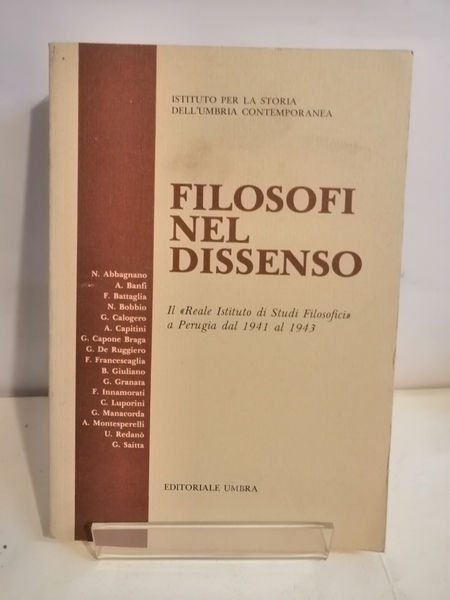 ISTITUTO PER LA STORIA
DELL'UMBRIA CONTEMPORANEA
FILOSOFI
NEL
DISSENSO
Il «Reale Istituto di Studi Filosofici»
a Perugia dal 1941 al 1943
N. Abbagnano
A. Banfi
F. Battaglia
N. Bobbio
G. Calogero
A. Capitini
G. Capone Braga
G. De Ruggiero
F. Francescaglia
B. Giuliano
G. Granata
F. Innamorati
C. Luporini
G. Manacorda
A. Montesperelli
U. Redanò
G. Saitta
EDITORIALE UMBRA